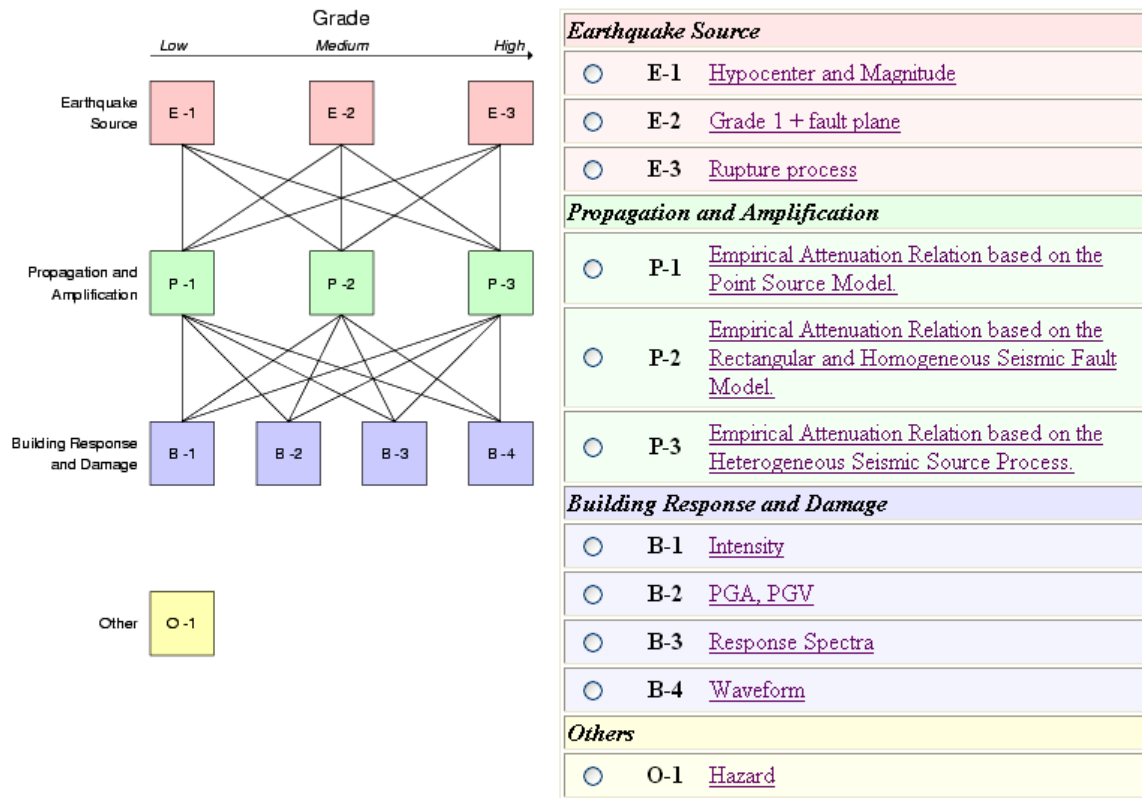 Grade
Low Medium High
Earthquake
Source
E -1 E -2 E -3
Propagation and
Amplification
P -1 P -2 P -3
Building Response
and Damage
B -1 B -2 B -3 B -4
Other
O -1
Earthquake Source
E-1 Hypocenter and Magnitude
E-2 Grade 1 + fault plane
E-3 Rupture process
Propagation and Amplification
P-1 Empirical Attenuation Relation based on the
Point Source Model.
P-2 Empirical Attenuation Relation based on the
Rectangular and Homogeneous Seismic Fault
Model.
P-3 Empirical Attenuation Relation based on the
Heterogeneous Seismic Source Process.
Building Response and Damage
B-1 Intensity
B-2 PGA, PGV
B-3 Response Spectra
B-4 Waveform
Others
O-1 Hazard